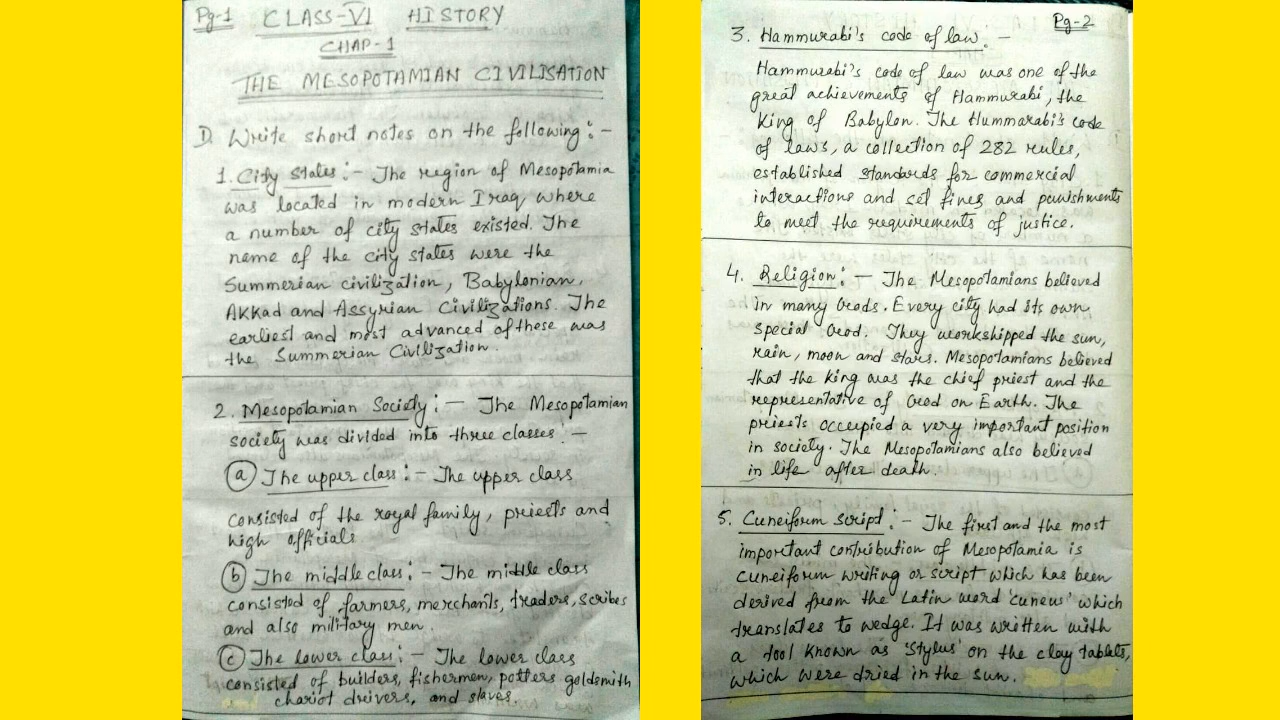 Pg-1 CLASS-VI HISTORY
CHAP-1
THE MESOPOTAMIAN CIVILISATION
D. Write short notes on the following:-
1. City States:- The region of Mesopotamia
was located in modern Iraq where
a number of city states existed. The
name of the city states were the
Summerian civilization, Babylonian,
Akkad and Assyrian Civilizations. The
earliest and most advanced of these was
the Summerian Civilization.
2. Mesopotamian Society:- The Mesopotamian
society was divided into three classes:-
(a) The upper class:- The upper class
consisted of the royal family, priests and
high officials
(b) The middle class:- The middle class
consisted of farmers, merchants, traders, scribes
and also military men.
(c) The lower class:- The lower class
consisted of builders, fishermen, potters goldsmith
chariot drivers, and slaves.
Pg-2
3. Hammurabi's code of law:-
Hammurabi's code of law was one of the
great achievements of Hammurabi, the
King of Babylon. The Hummarabi's code
of laws, a collection of 282 rules,
established standards for commercial
interactions and set fines and punishments
to meet the requirements of justice.
4. Religion:- The Mesopotamians believed
in many Gods. Every city had its own
special God. They workshipped the sun,
rain, moon and stars. Mesopotamians believed
that the king was the chief priest and the
representative of God on Earth. The
priests occupied a very important position
in society. The Mesopotamians also believed
in life after death.
5. Cuneiform script:- The first and the most
important contribution of Mesopotamia is
cuneiform writing or script which has been
derived from the Latin word 'cuneus' which
translates to wedge. It was written with
a tool known as 'stylus' on the clay tablets,
which were dried in the sun.